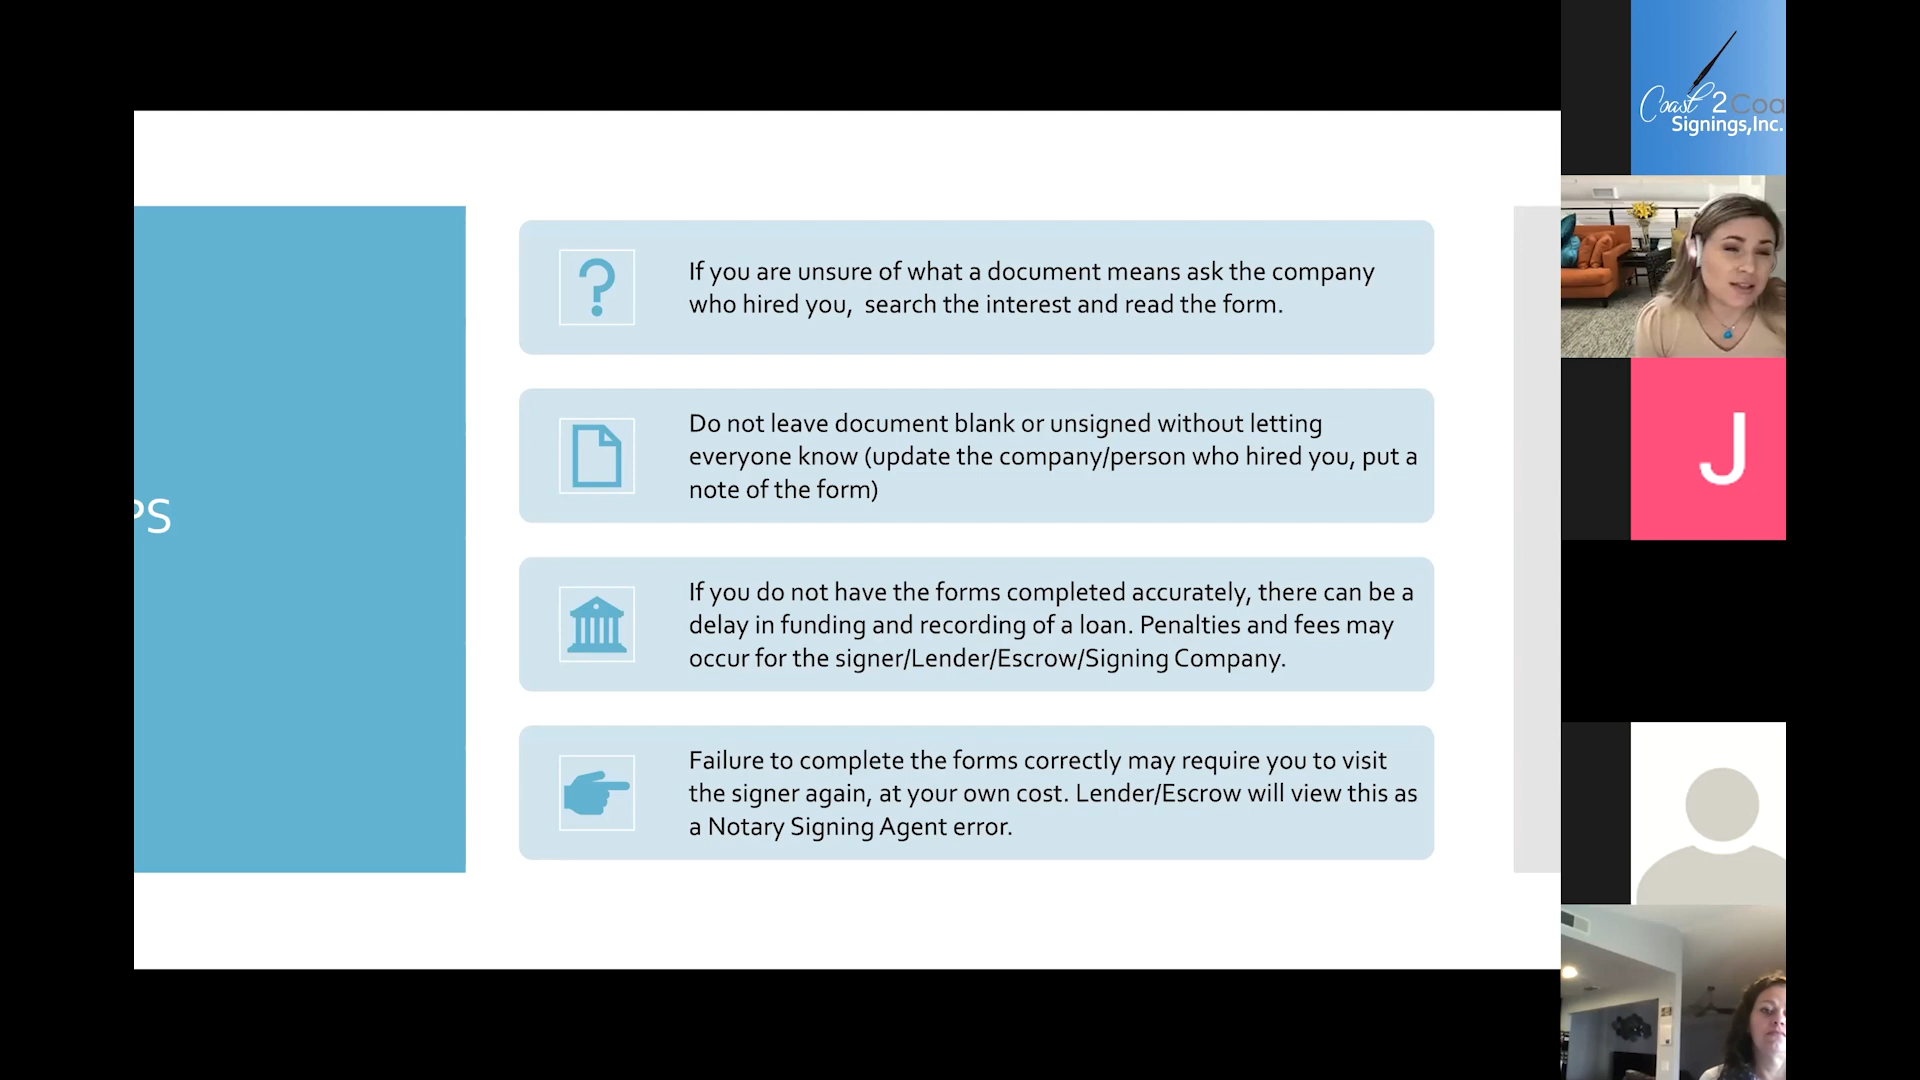 Coast 2 Coa
Signings,Inc.
PS
?
If you are unsure of what a document means ask the company
who hired you,  search the interest and read the form.
Do not leave document blank or unsigned without letting
everyone know (update the company/person who hired you, put a
note of the form)
If you do not have the forms completed accurately, there can be a
delay in funding and recording of a loan. Penalties and fees may
occur for the signer/Lender/Escrow/Signing Company.
Failure to complete the forms correctly may require you to visit
the signer again, at your own cost. Lender/Escrow will view this as
a Notary Signing Agent error.
J